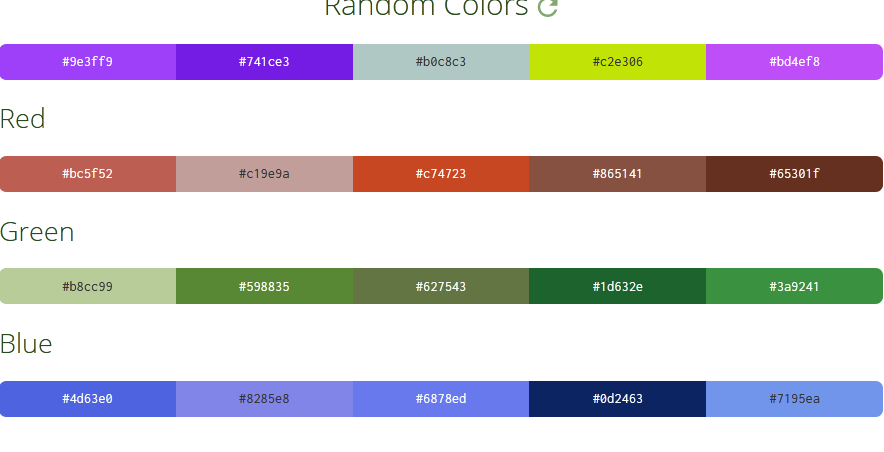 Random Colors
#9e3ff9 #741ce3 #b0c8c3 #c2e306 #bd4ef8
Red
#bc5f52 #c19e9a #c74723 #865141 #65301f
Green
#b8cc99 #598835 #627543 #1d632e #3a9241
Blue
#4d63e0 #8285e8 #6878ed #0d2463 #7195ea